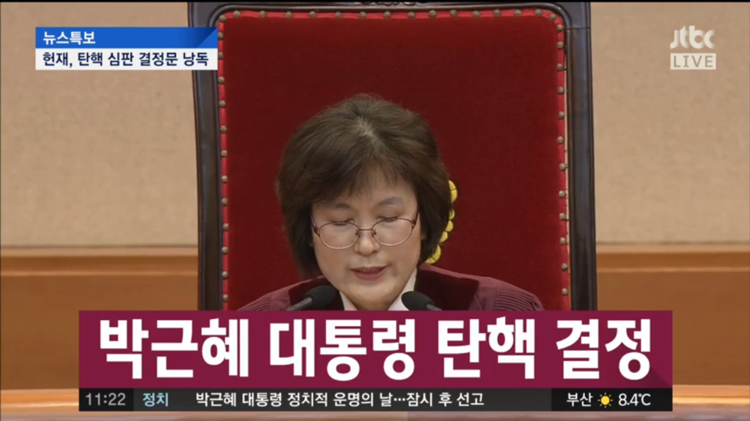 뉴스특보
헌재, 탄핵 심판 결정문 낭독
jtbc
LIVE
박근혜 대통령 탄핵 결정
11:22 정치 박근혜 대통령 정치적 운명의 날…잠시 후 선고 부산 8.4℃